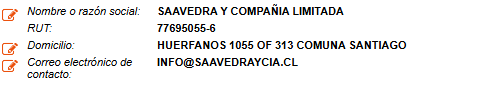 Nombre o razón social: SAAVEDRA Y COMPAÑIA LIMITADA
RUT: 77695055-6
Domicilio: HUERFANOS 1055 OF 313 COMUNA SANTIAGO
Correo electrónico de INFO@SAAVEDRAYCIA.CL
contacto: